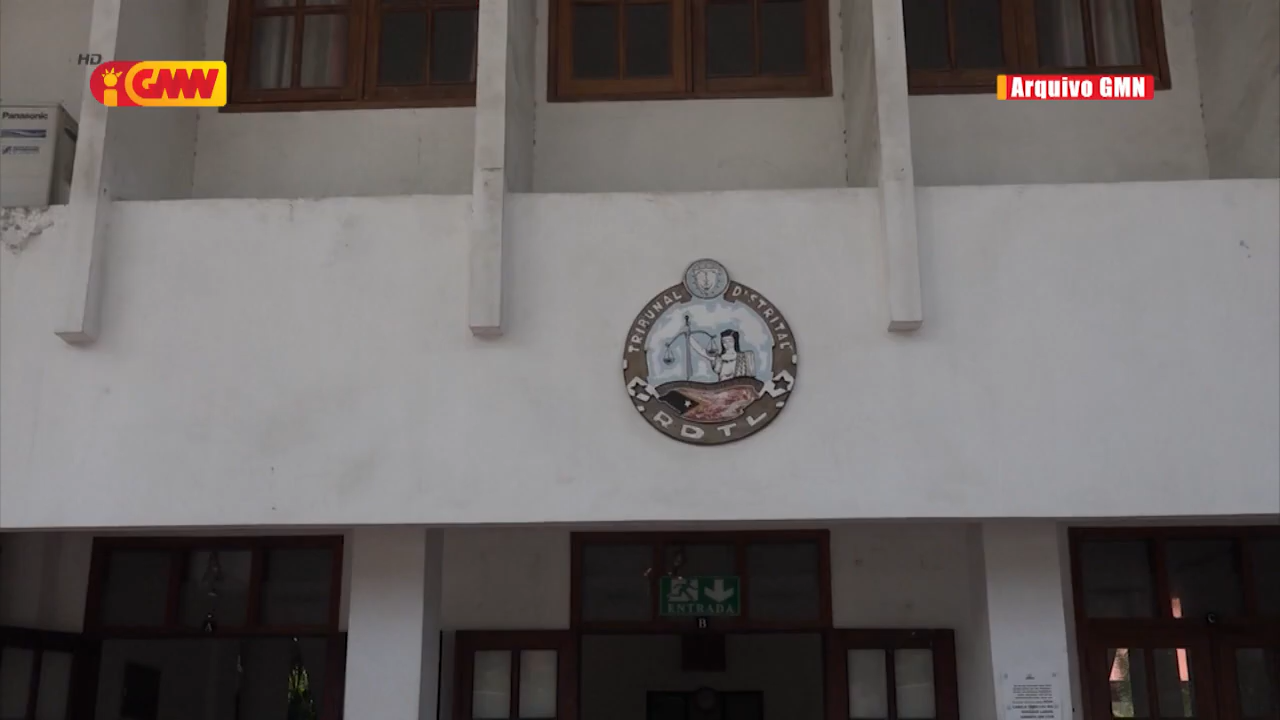 HD
GMN
Arquivo GMN
Panasonic
TRIBUNAL DISTRITAL
RDTL
ENTRADA
A
B
C